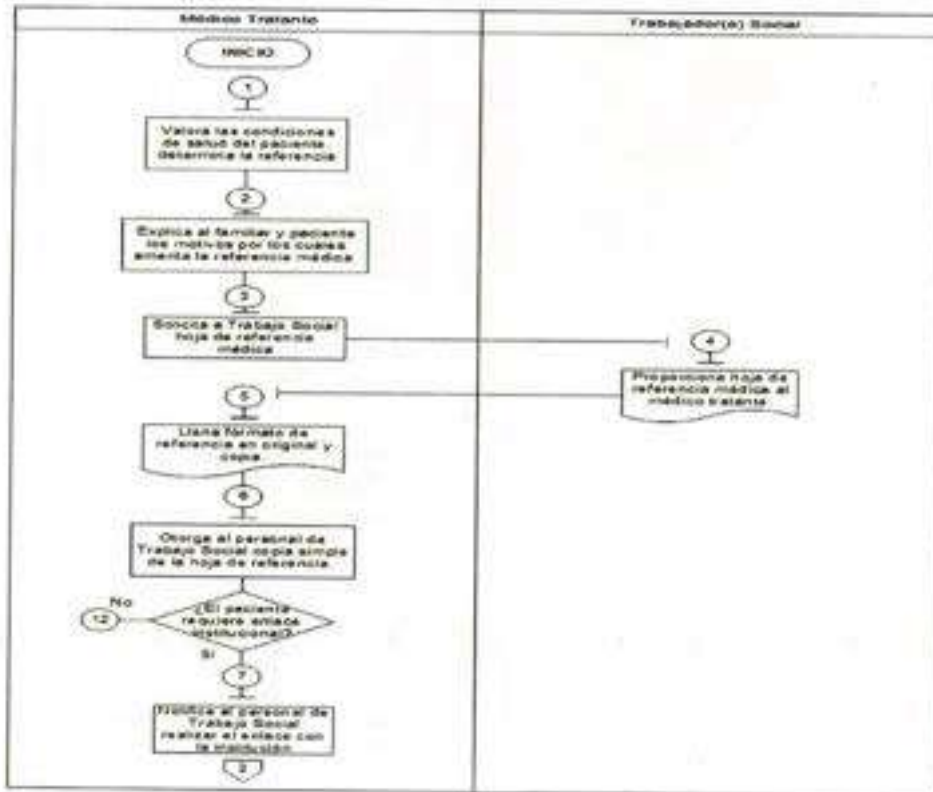 Médico Tratante
Trabajador(a) Social
INICIO
1
Valora las condiciones
de salud del paciente
determina la referencia
2
Explica al familiar y paciente
los motivos por los cuales
amerita la referencia médica
3
Solicita a Trabajo Social
hoja de referencia
médica
4
Proporciona hoja de
referencia médica al
médico tratante
5
Llena formato de
referencia en original y
copia
6
Otorga al personal de
Trabajo Social copia simple
de la hoja de referencia
¿El paciente
requiere enlace
institucional?
No
12
Si
7
Notifica al personal de
Trabajo Social
realizar el enlace con
la institución
2